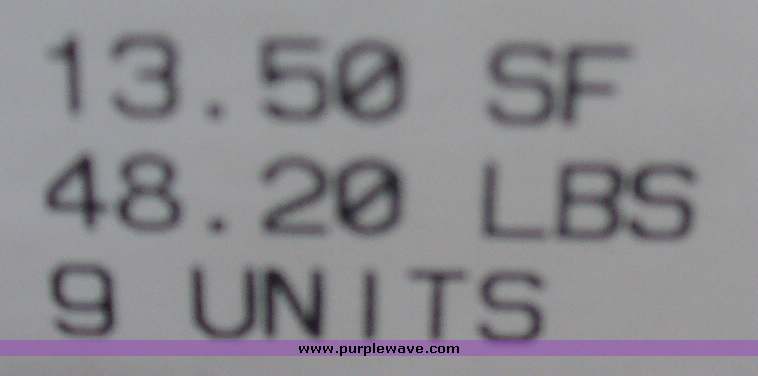 13.50 SF
48.20 LBS
9 UNITS
www.purplewave.com